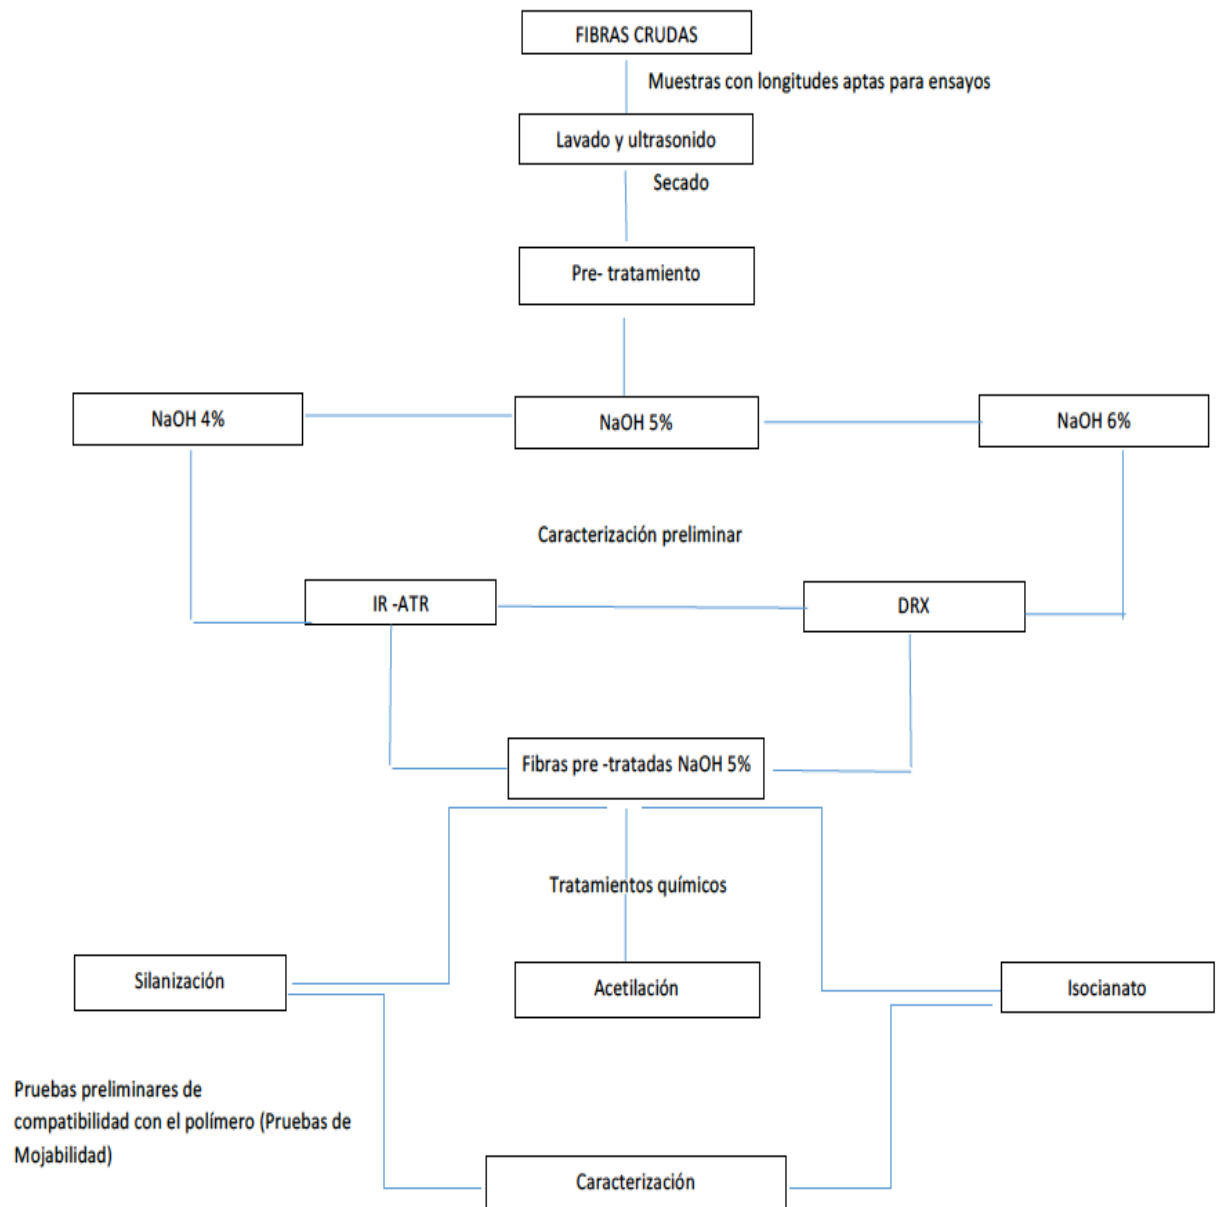 FIBRAS CRUDAS
Muestras con longitudes aptas para ensayos
Lavado y ultrasonido
Secado
Pre- tratamiento
NaOH 4%
NaOH 5%
NaOH 6%
Caracterización preliminar
IR -ATR
DRX
Fibras pre -tratadas NaOH 5%
Tratamientos químicos
Silanización
Acetilación
Isocianato
Pruebas preliminares de
compatibilidad con el polímero (Pruebas de
Mojabilidad)
Caracterización